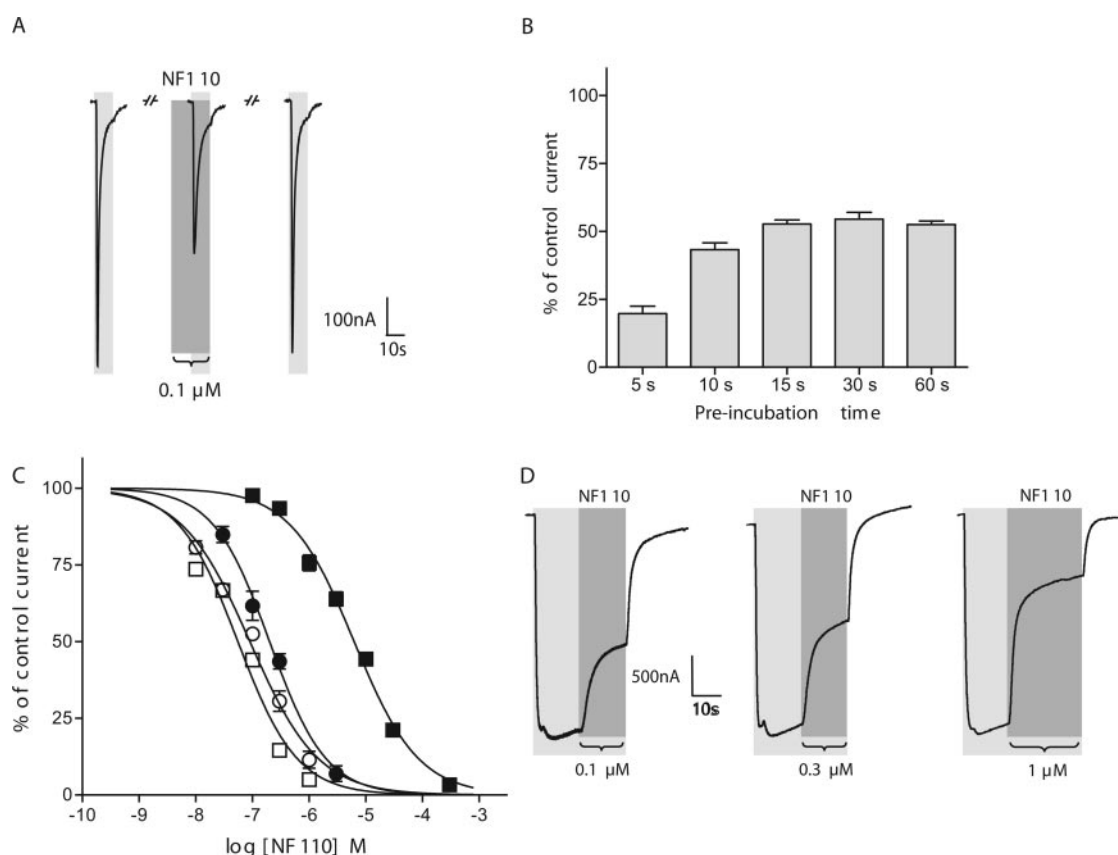 A
NF1 10
100nA
10s
0.1 µM
B
% of control current
100
75
50
25
0
5 s 10 s 15 s 30 s 60 s
Pre-incubation time
C
% of control current
100
75
50
25
0
-10 -9 -8 -7 -6 -5 -4 -3
log [NF 110] M
D
NF1 10 NF1 10 NF1 10
500nA
10s
0.1 µM 0.3 µM 1 µM